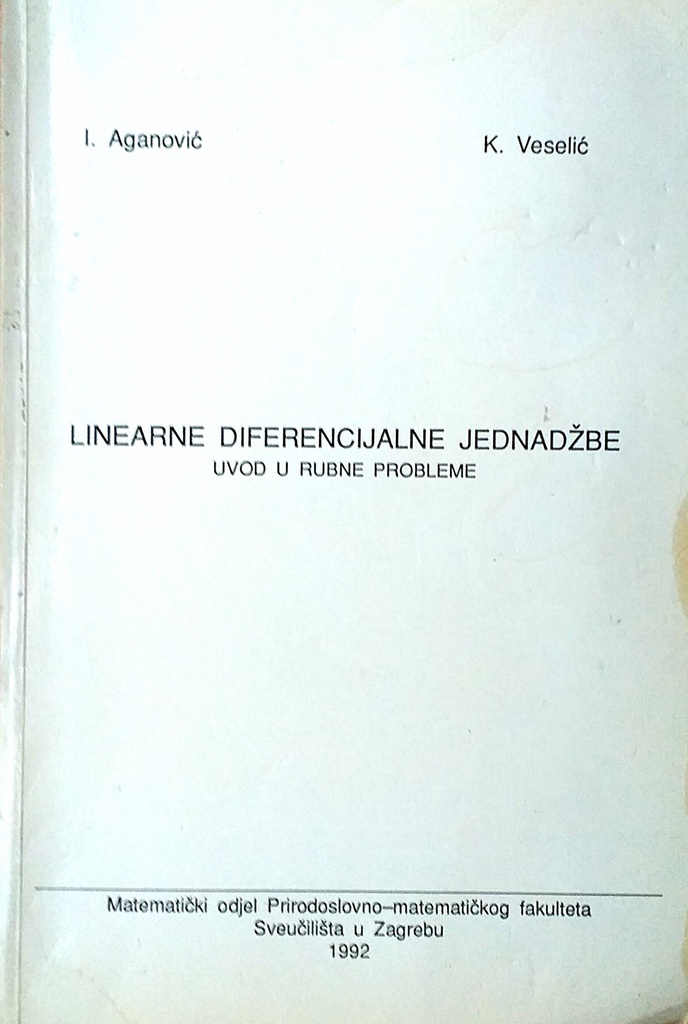 I. Aganović
K. Veselić
LINEARNE DIFERENCIJALNE JEDNADŽBE
UVOD U RUBNE PROBLEME
Matematički odjel Prirodoslovno–matematičkog fakulteta
Sveučilišta u Zagrebu
1992